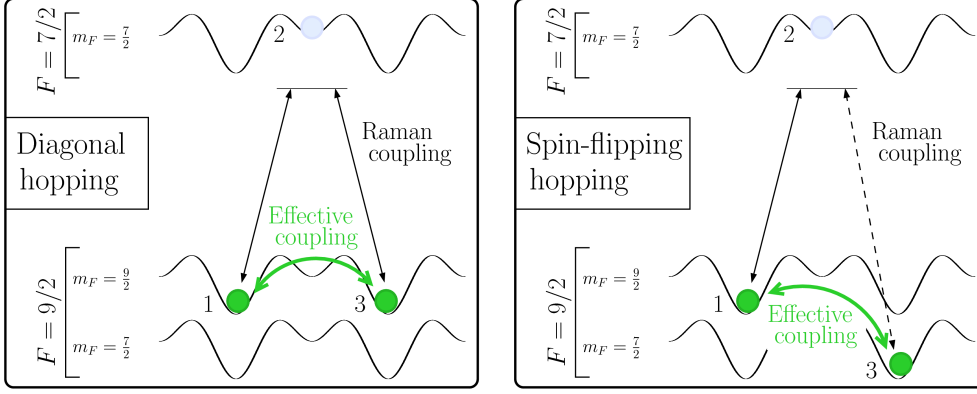 F = 7/2
m_F = 7/2
2
Diagonal
hopping
Raman
coupling
Effective
coupling
F = 9/2
m_F = 9/2
1
3
m_F = 7/2
F = 7/2
m_F = 7/2
2
Spin-flipping
hopping
Raman
coupling
F = 9/2
m_F = 9/2
1
Effective
coupling
m_F = 7/2
3